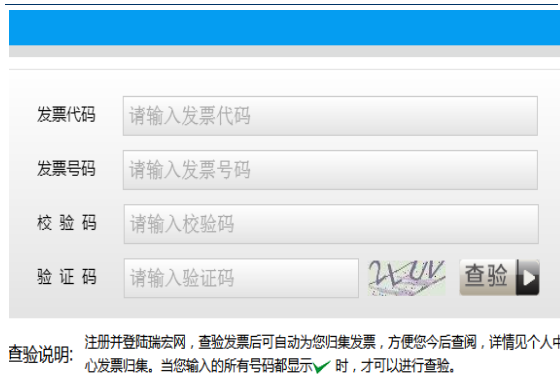 发票代码 请输入发票代码
发票号码 请输入发票号码
校 验 码 请输入校验码
验 证 码 请输入验证码 查验
查验说明: 注册并登陆瑞宏网，查验发票后可自动为您归集发票，方便您今后查阅，详情见个人中
心发票归集。当您输入的所有号码都显示✓时，才可以进行查验。